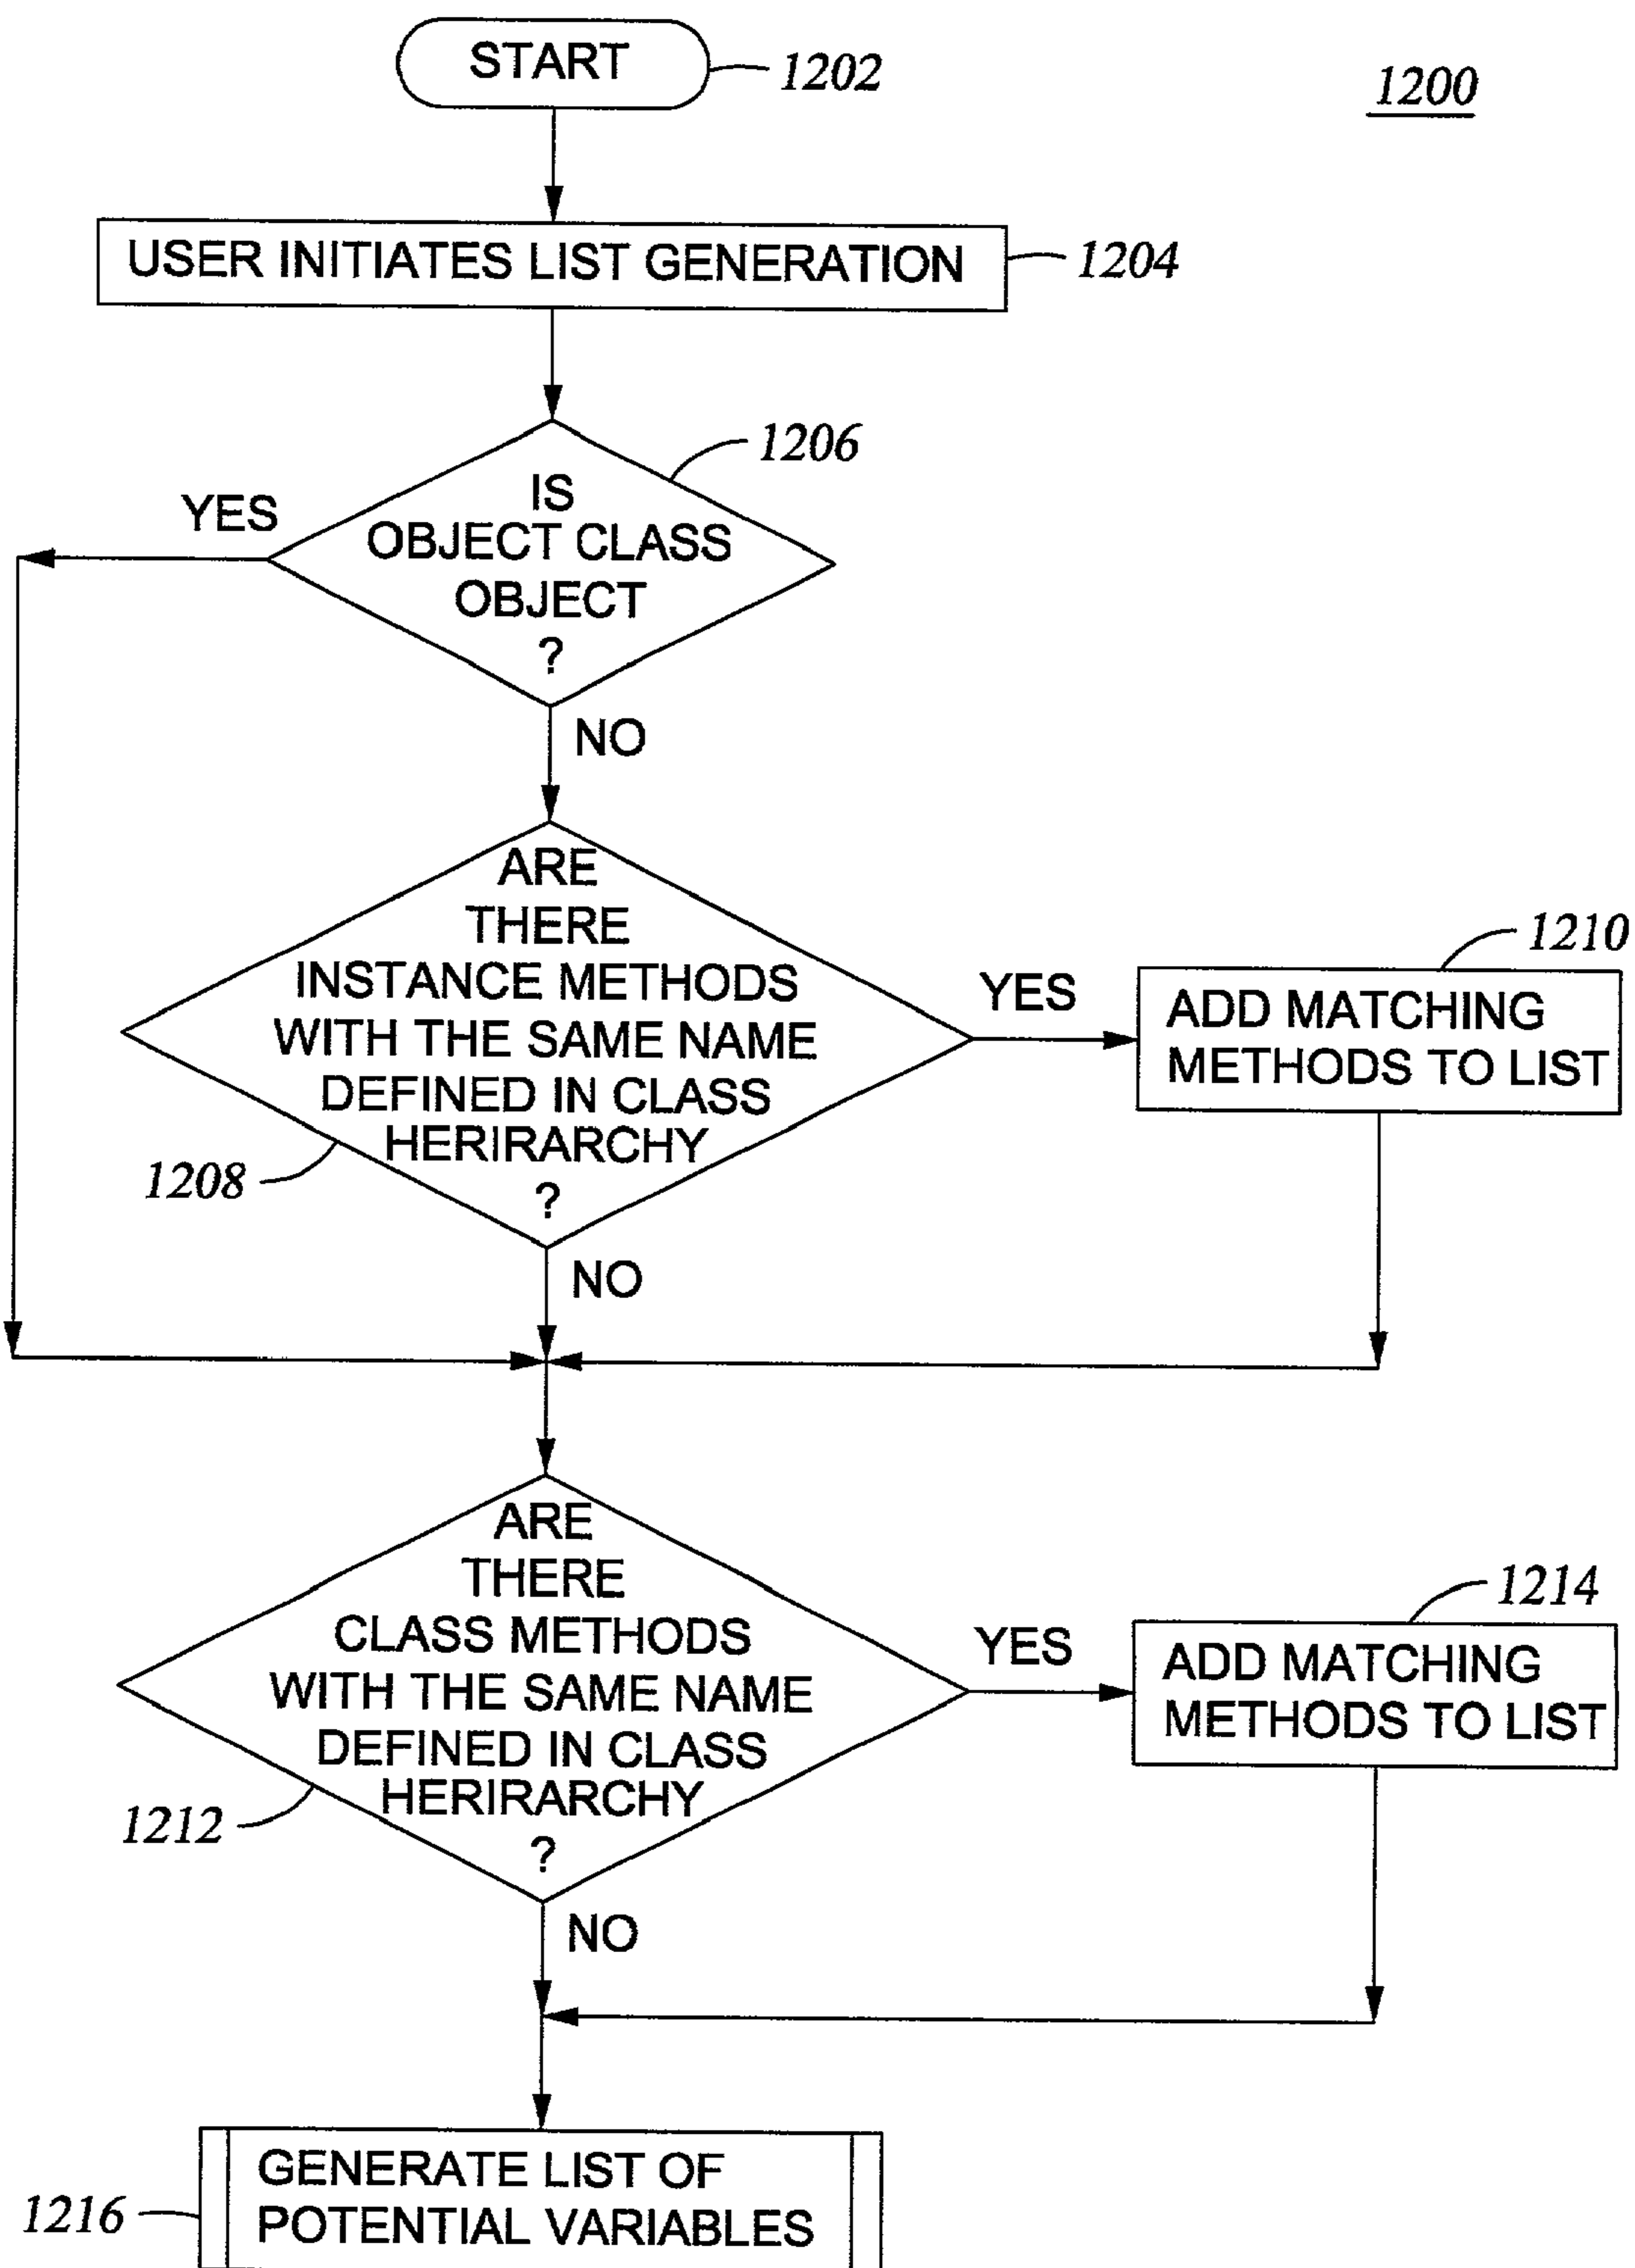 START
1202
1200
USER INITIATES LIST GENERATION
1204
1206
YES
IS
OBJECT CLASS
OBJECT
?
NO
ARE
THERE
INSTANCE METHODS
WITH THE SAME NAME
DEFINED IN CLASS
HERIRARCHY
?
1208
YES
1210
ADD MATCHING
METHODS TO LIST
NO
ARE
THERE
CLASS METHODS
WITH THE SAME NAME
DEFINED IN CLASS
HERIRARCHY
?
1212
YES
1214
ADD MATCHING
METHODS TO LIST
NO
GENERATE LIST OF
POTENTIAL VARIABLES
1216